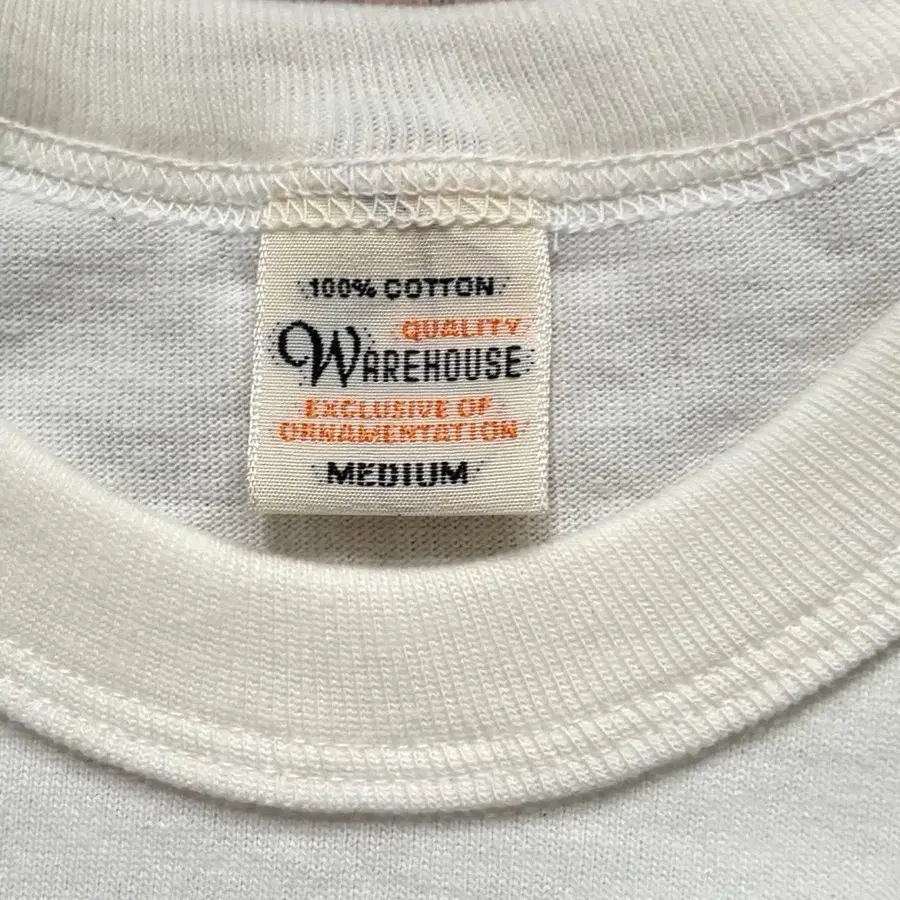 100% COTTON
QUALITY
WAREHOUSE
EXCLUSIVE OF
ORNAMENTATION
MEDIUM